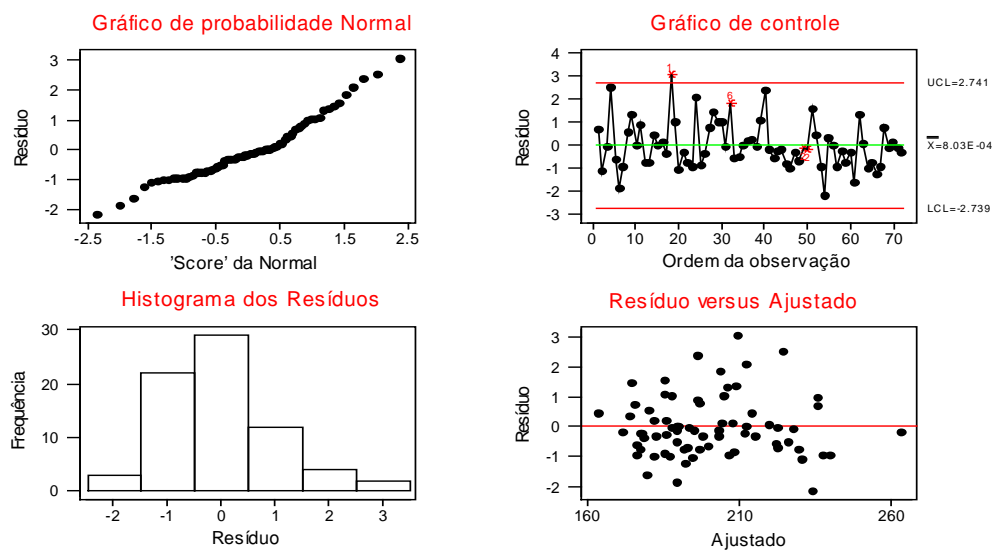 Gráfico de probabilidade Normal
Resíduo
3
2
1
0
-1
-2
-2.5 -1.5 -0.5 0.5 1.5 2.5
'Score' da Normal
Gráfico de controle
Resíduo
4
3
2
1
0
-1
-2
-3
1
6
2
UCL=2.741
X=8.03E-04
LCL=-2.739
0 10 20 30 40 50 60 70
Ordem da observação
Histograma dos Resíduos
Frequência
30
20
10
0
-2 -1 0 1 2 3
Resíduo
Resíduo versus Ajustado
Resíduo
3
2
1
0
-1
-2
160 210 260
Ajustado